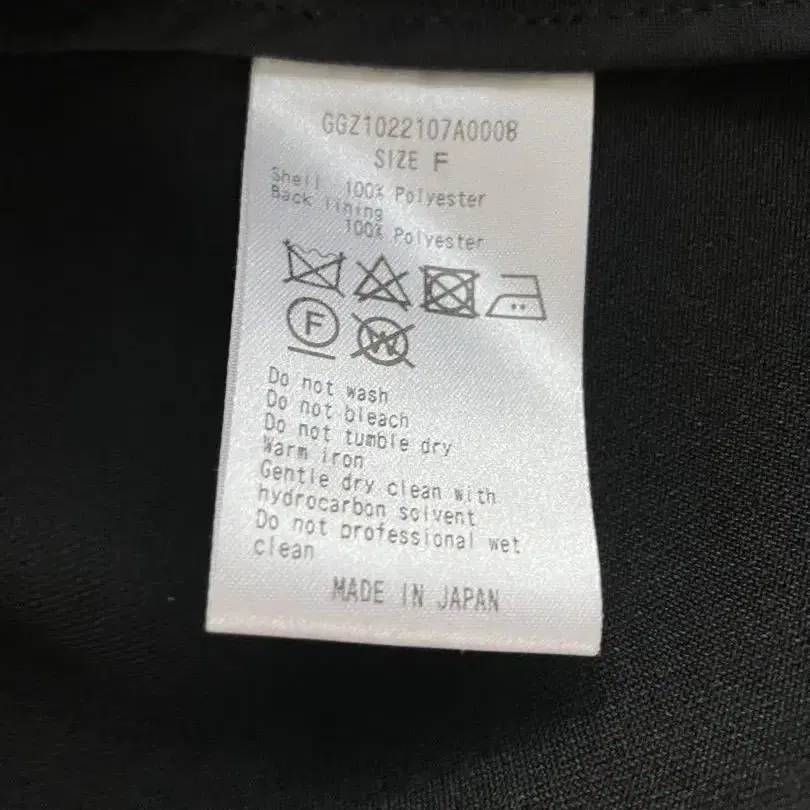 GGZ1022107A0008
SIZE F
Shell 100% Polyester
Back lining
100% Polyester
F
W
Do not wash
Do not bleach
Do not tumble dry
Warm iron
Gentle dry clean with
hydrocarbon solvent
Do not professional wet
clean
MADE IN JAPAN